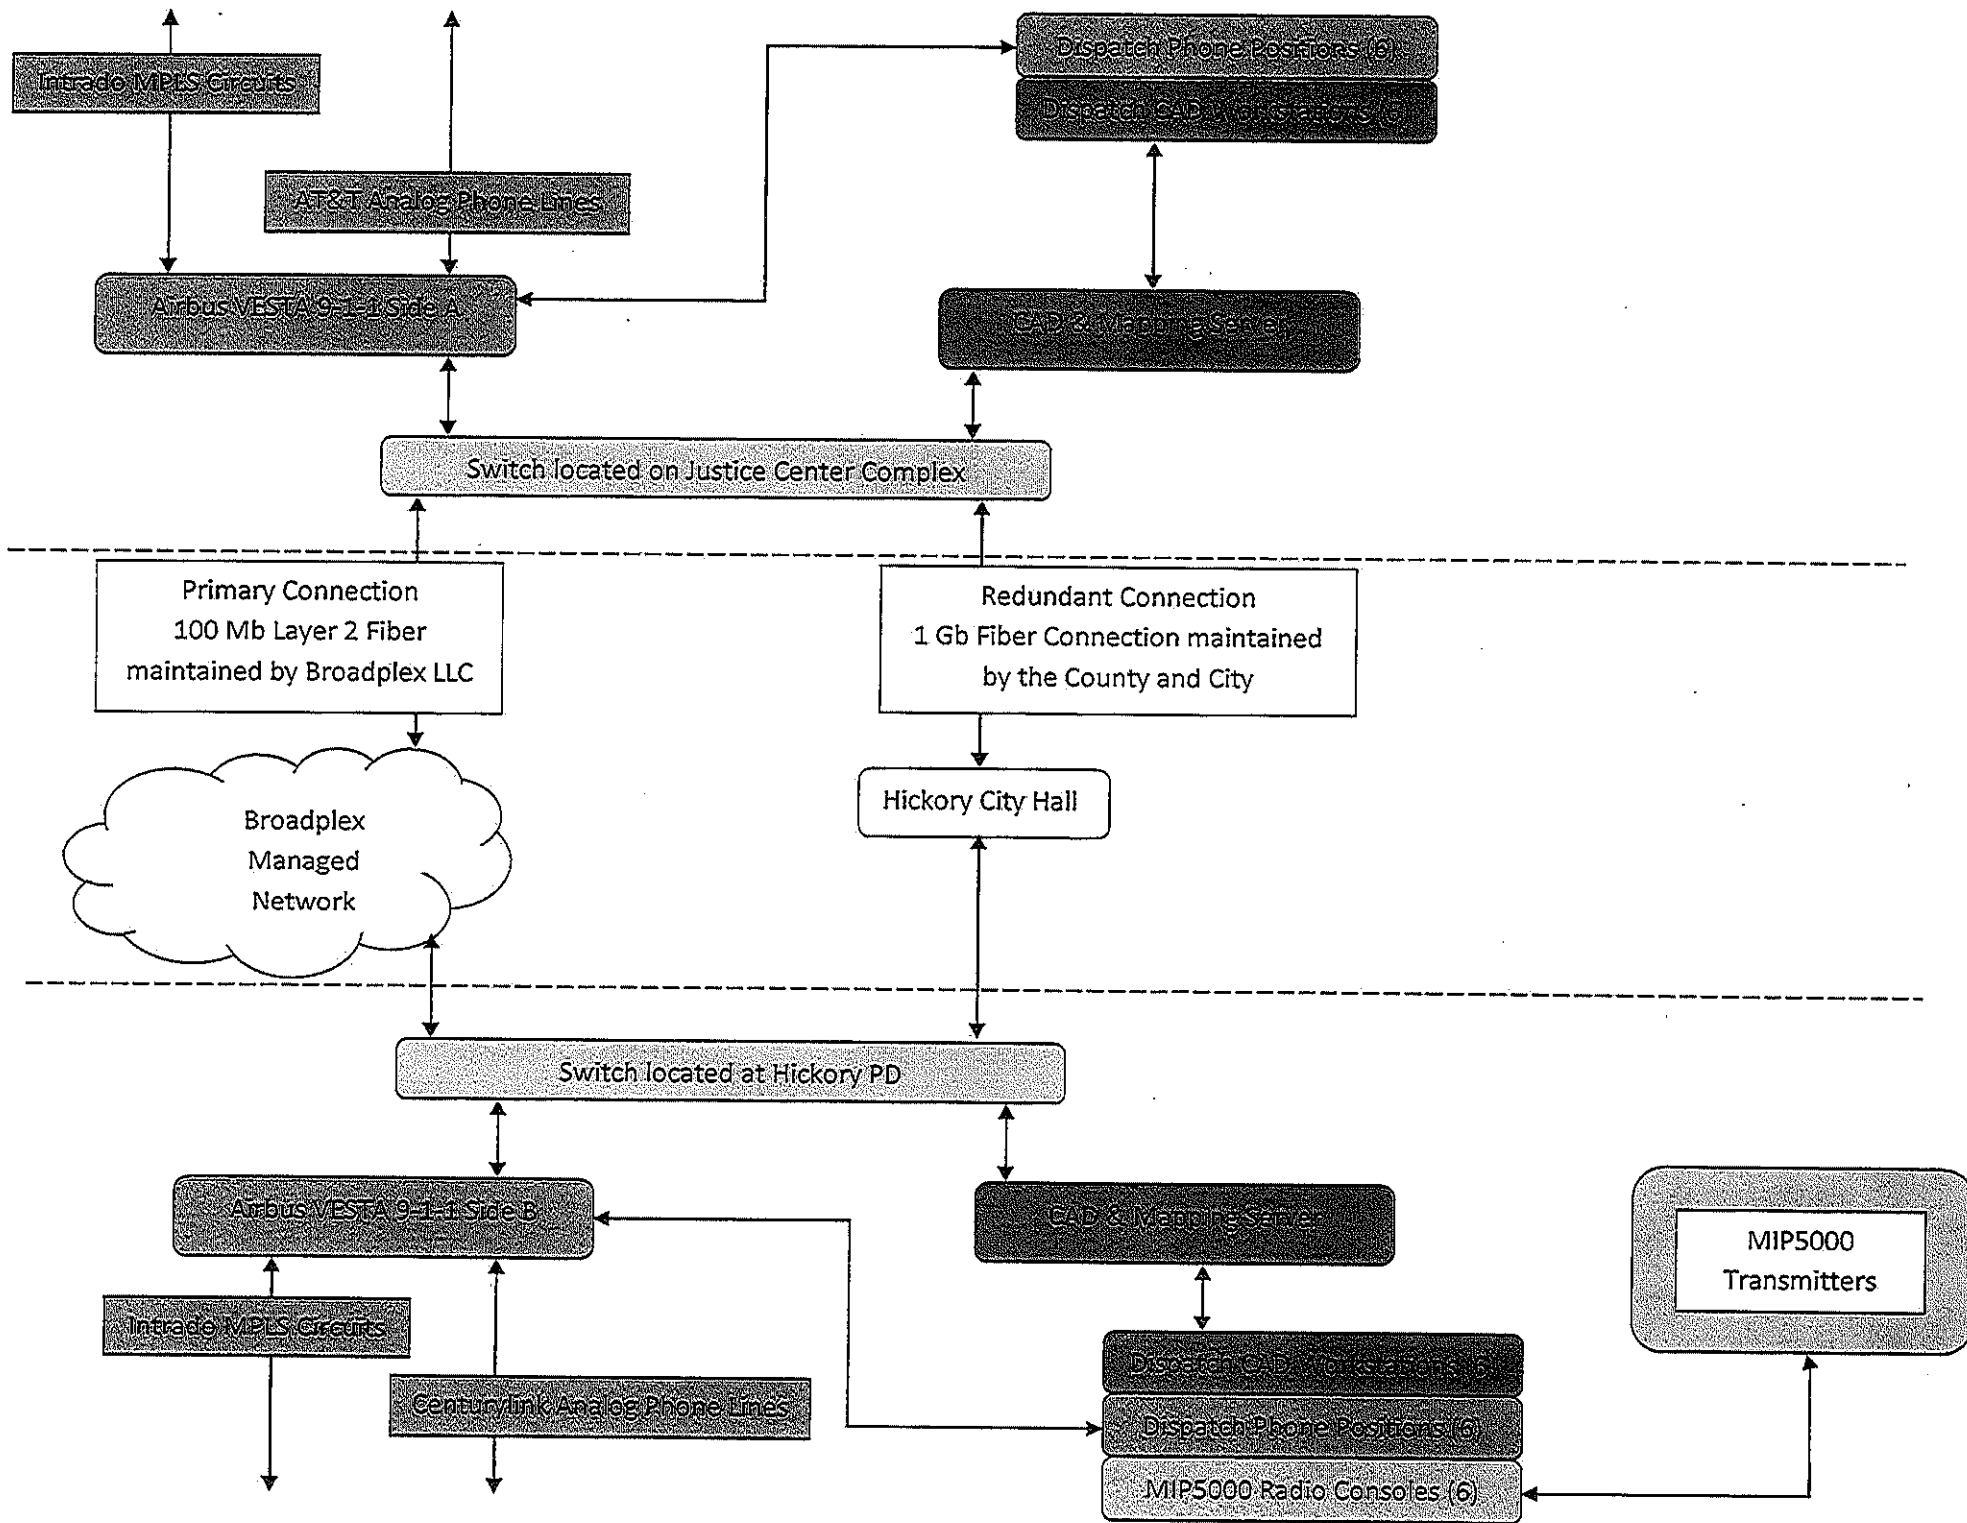 Intrado MPLS Circuits
Dispatch Phone Positions (6)
Dispatch CAD Workstations (6)
AT&T Analog Phone Lines
Airbus VESTA 9-1-1 Side A
CAD & Mapping Server
Switch located on Justice Center Complex
Primary Connection
100 Mb Layer 2 Fiber
maintained by Broadplex LLC
Redundant Connection
1 Gb Fiber Connection maintained
by the County and City
Broadplex
Managed
Network
Hickory City Hall
Switch located at Hickory PD
Airbus VESTA 9-1-1 Side B
CAD & Mapping Server
MIP5000
Transmitters
Intrado MPLS Circuits
Centurylink Analog Phone Lines
Dispatch CAD Workstations (6)
Dispatch Phone Positions (6)
MIP5000 Radio Consoles (6)